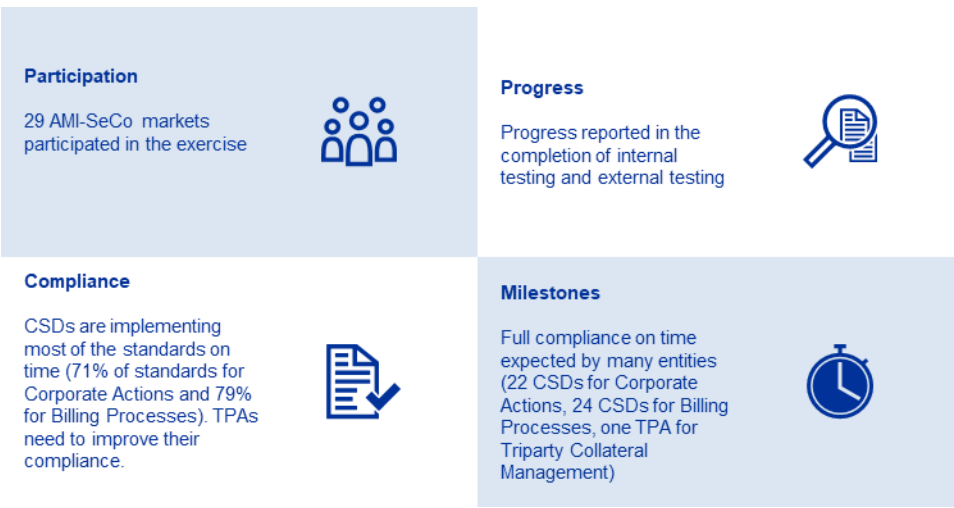 Participation
29 AMI-SeCo markets
participated in the exercise
Progress
Progress reported in the
completion of internal
testing and external testing
Compliance
CSDs are implementing
most of the standards on
time (71% of standards for
Corporate Actions and 79%
for Billing Processes). TPAs
need to improve their
compliance.
Milestones
Full compliance on time
expected by many entities
(22 CSDs for Corporate
Actions, 24 CSDs for Billing
Processes, one TPA for
Triparty Collateral
Management)